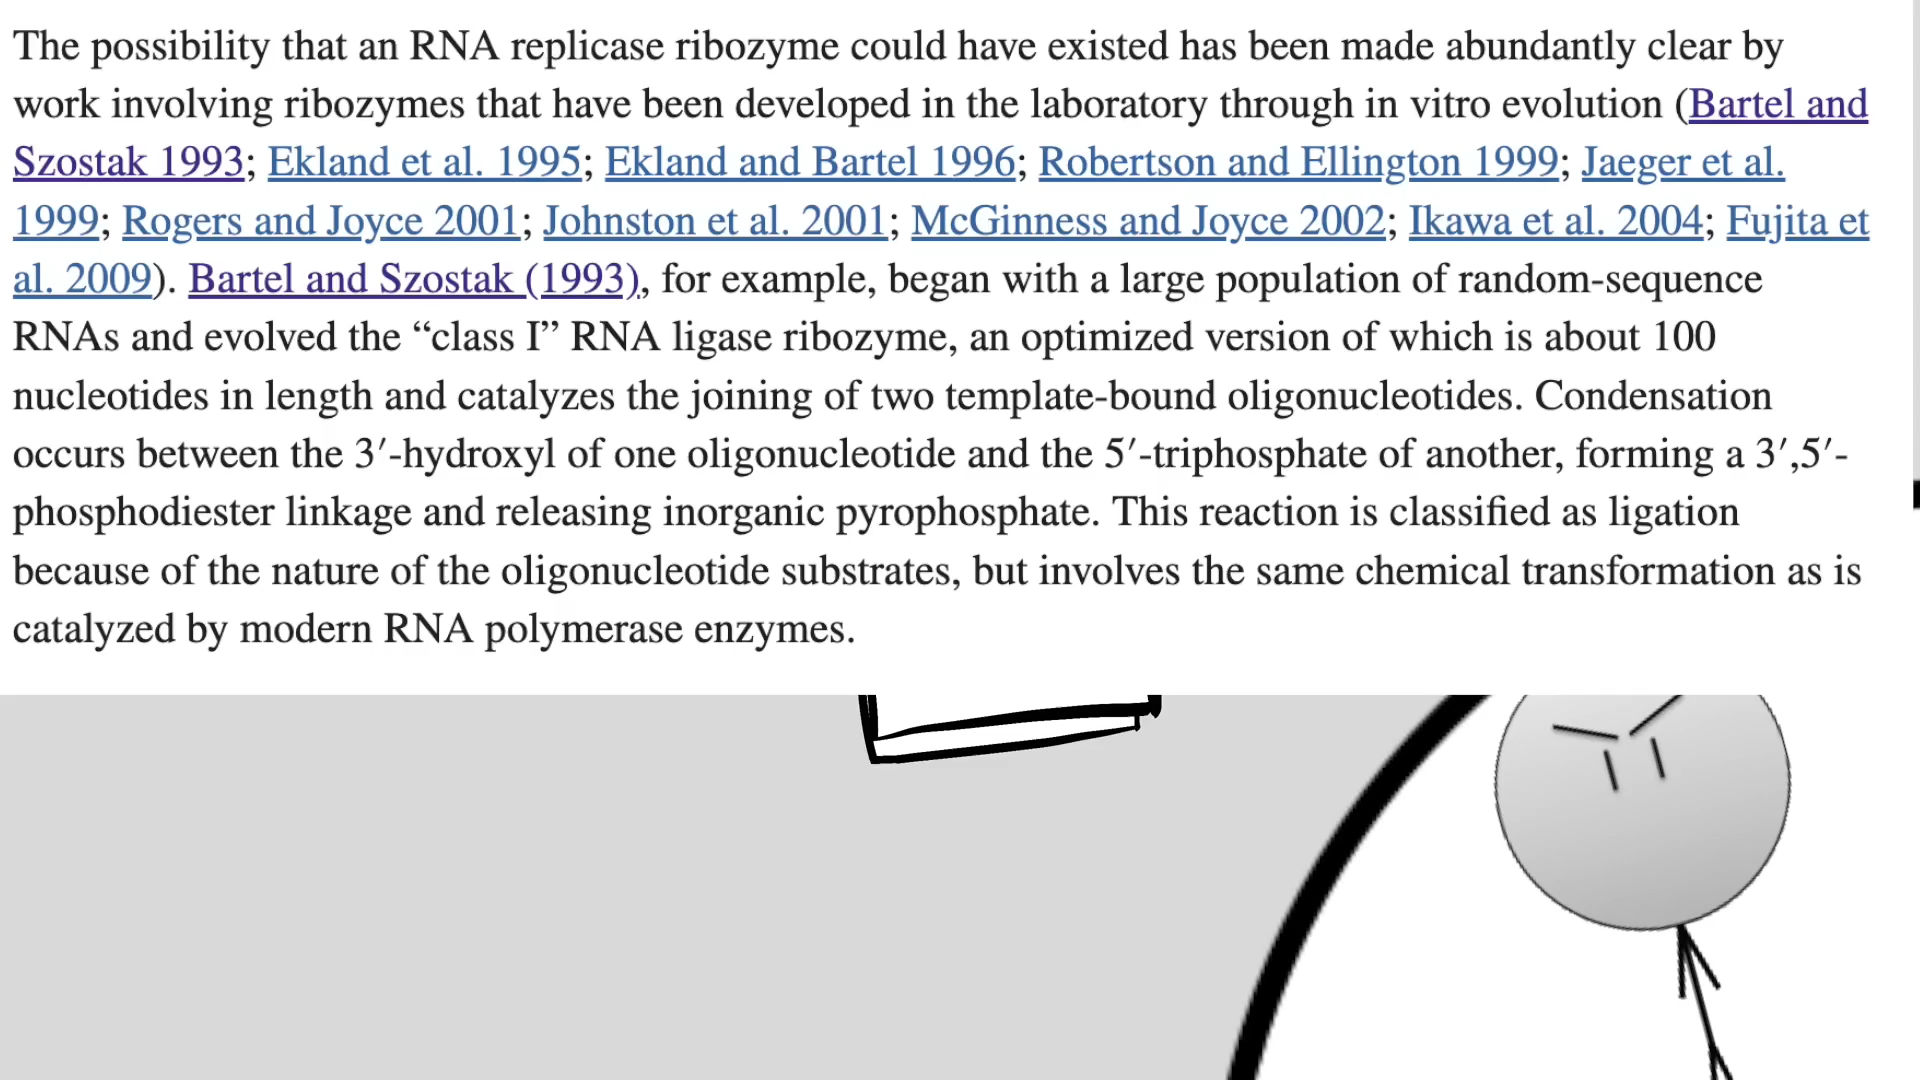 The possibility that an RNA replicase ribozyme could have existed has been made abundantly clear by
work involving ribozymes that have been developed in the laboratory through in vitro evolution (Bartel and
Szostak 1993; Ekland et al. 1995; Ekland and Bartel 1996; Robertson and Ellington 1999; Jaeger et al.
1999; Rogers and Joyce 2001; Johnston et al. 2001; McGinness and Joyce 2002; Ikawa et al. 2004; Fujita et
al. 2009). Bartel and Szostak (1993), for example, began with a large population of random-sequence
RNAs and evolved the “class I” RNA ligase ribozyme, an optimized version of which is about 100
nucleotides in length and catalyzes the joining of two template-bound oligonucleotides. Condensation
occurs between the 3′-hydroxyl of one oligonucleotide and the 5′-triphosphate of another, forming a 3′,5′-
phosphodiester linkage and releasing inorganic pyrophosphate. This reaction is classified as ligation
because of the nature of the oligonucleotide substrates, but involves the same chemical transformation as is
catalyzed by modern RNA polymerase enzymes.